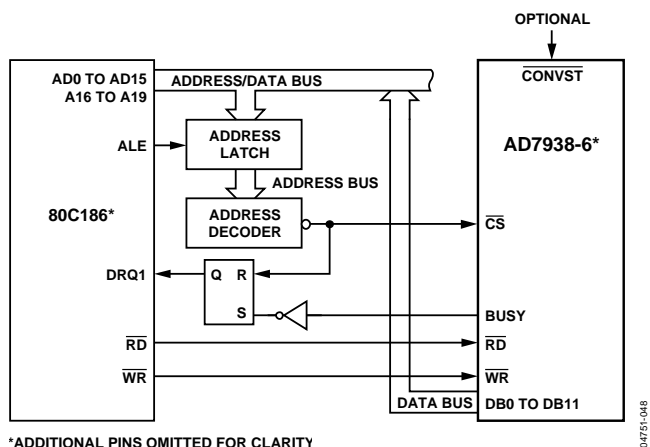 OPTIONAL
CONVST
AD0 TO AD15
A16 TO A19
ADDRESS/DATA BUS
AD7938-6*
ALE
ADDRESS
LATCH
ADDRESS BUS
80C186*
ADDRESS
DECODER
CS
DRQ1
Q R
S
BUSY
RD
RD
WR
WR
DATA BUS
DB0 TO DB11
*ADDITIONAL PINS OMITTED FOR CLARITY
04751-048